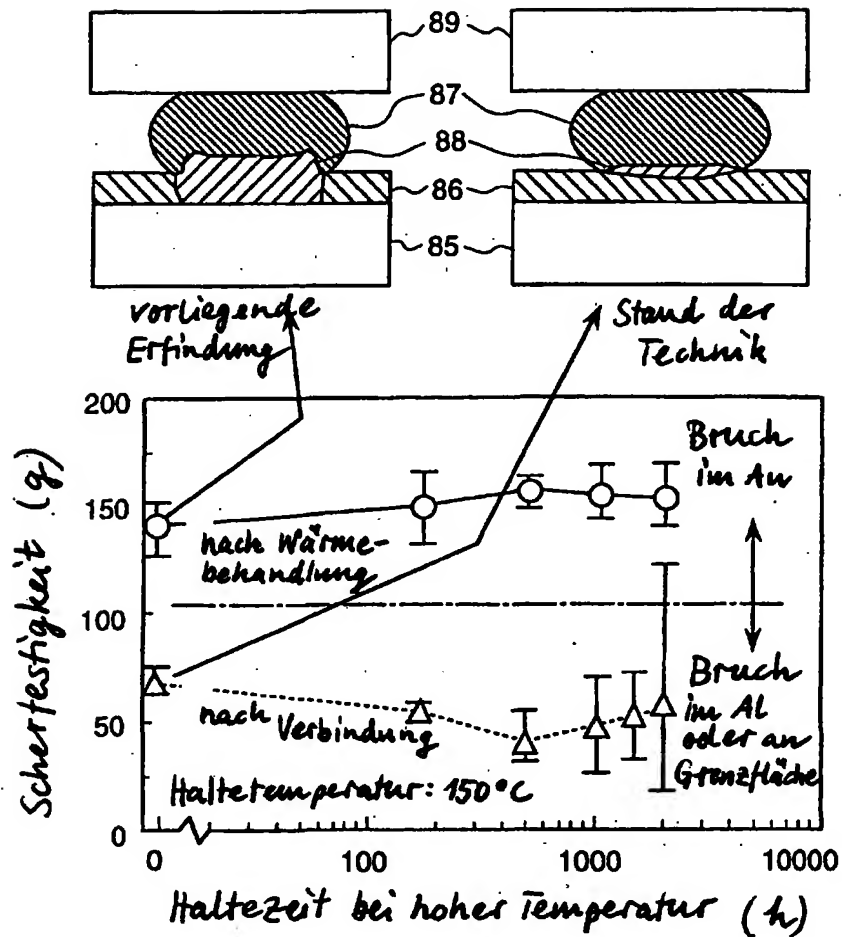 89
87
88
86
85
vorliegende
Erfindung
Stand der
Technik
200
150
100
50
0
Scherfestigkeit (g)
Bruch
im Au
nach Wärme-
behandlung
nach Verbindung
Bruch
im Al
oder an
Grenzfläche
Haltetemperatur: 150°C
0
100
1000
10000
Haltezeit bei hoher Temperatur (h)